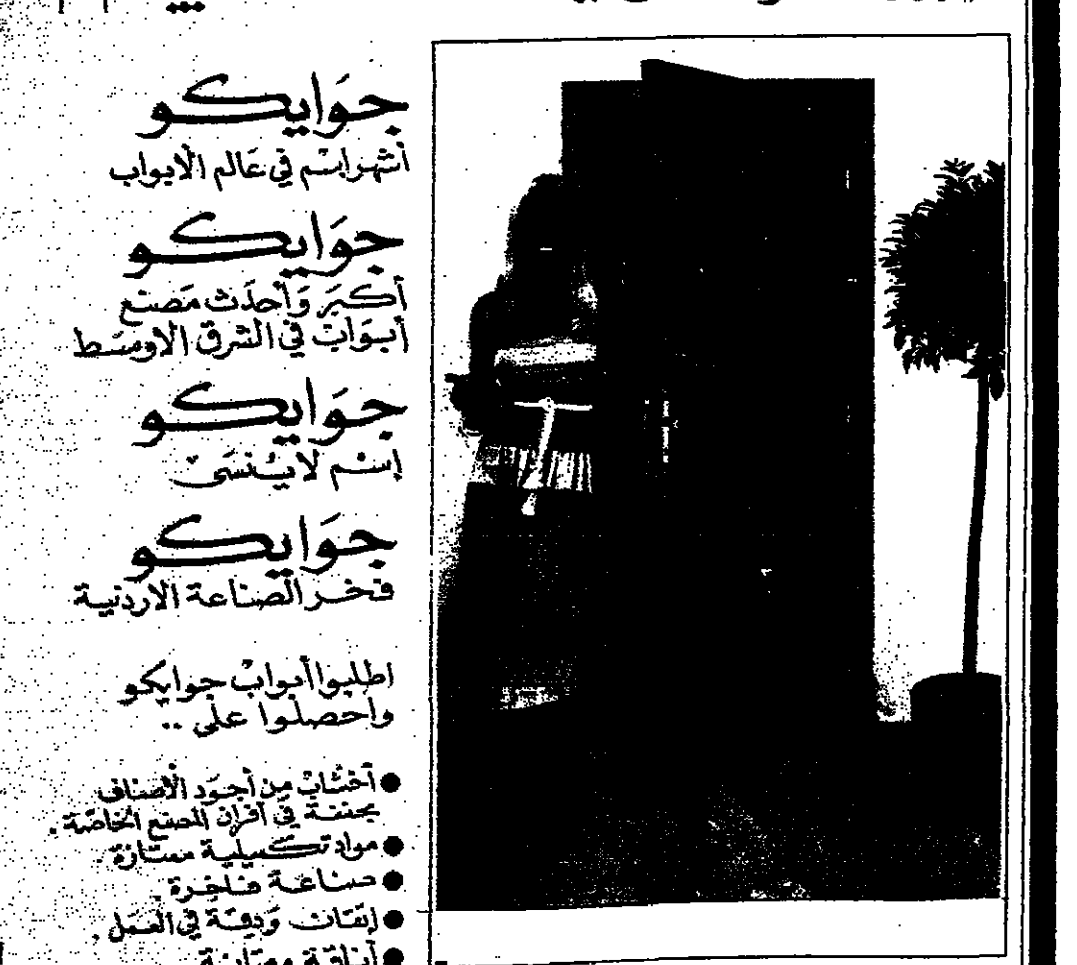 جوايكو
أشهر اسم في عالم الأبواب
جوايكو
أكبر وأحدث مصنع
أبواب في الشرق الاوسط
جوايكو
إسم لا ينسى
جوايكو
فخر الصناعة الاردنية
اطلبوا أبواب جوايكو
واحصلوا على ..
● أخشاب من أجود الأصناف
مجففة في أفران المصنع الخاصة .
● مواد تكميلية ممتازة .
● صناعة فاخرة .
● إتقان ودقة في العمل .